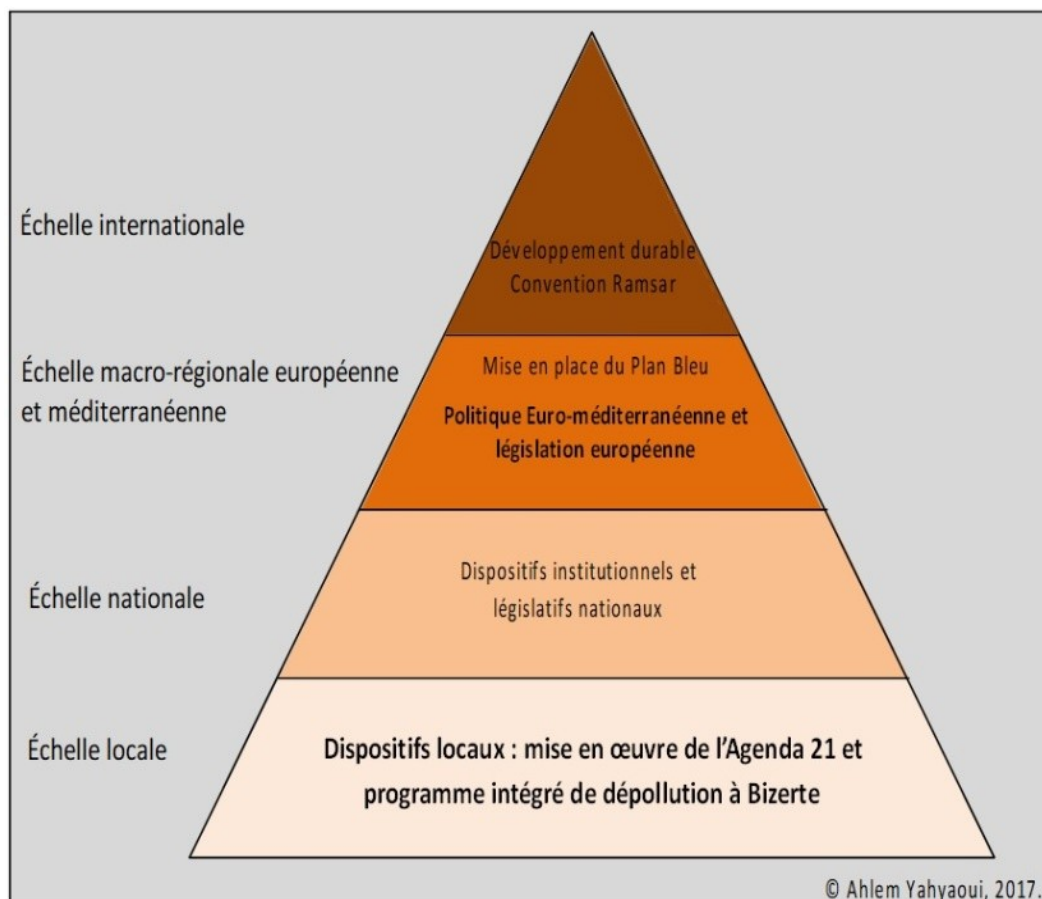 Échelle internationale
Développement durable
Convention Ramsar
Échelle macro-régionale européenne
et méditerranéenne
Mise en place du Plan Bleu
Politique Euro-méditerranéenne et
législation européenne
Échelle nationale
Dispositifs institutionnels et
législatifs nationaux
Échelle locale
Dispositifs locaux : mise en œuvre de l’Agenda 21 et
programme intégré de dépollution à Bizerte
© Ahlem Yahyaoui, 2017.